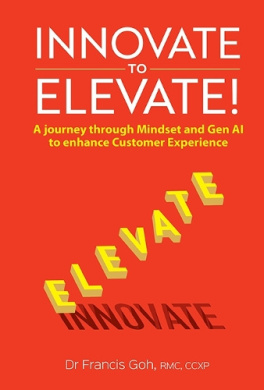 INNOVATE
TO
ELEVATE!
A journey through Mindset and Gen AI
to enhance Customer Experience
ELEVATE
INNOVATE
Dr Francis Goh, RMC, CCXP